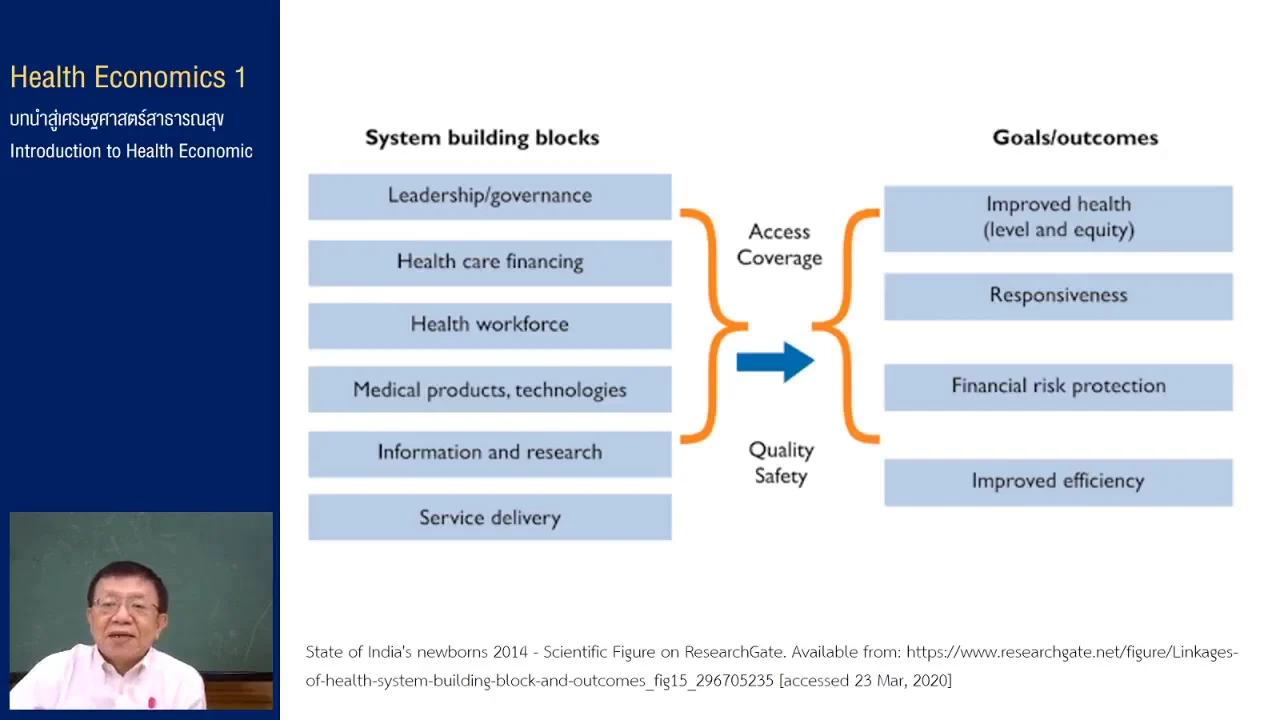 Health Economics 1
บทนำสู่เศรษฐศาสตร์สาธารณสุข
Introduction to Health Economic
System building blocks
Leadership/governance
Health care financing
Health workforce
Medical products, technologies
Information and research
Service delivery
Access
Coverage
Quality
Safety
Goals/outcomes
Improved health
(level and equity)
Responsiveness
Financial risk protection
Improved efficiency
State of India's newborns 2014 - Scientific Figure on ResearchGate. Available from: https://www.researchgate.net/figure/Linkages-
of-health-system-building-block-and-outcomes_fig15_296705235 [accessed 23 Mar, 2020]